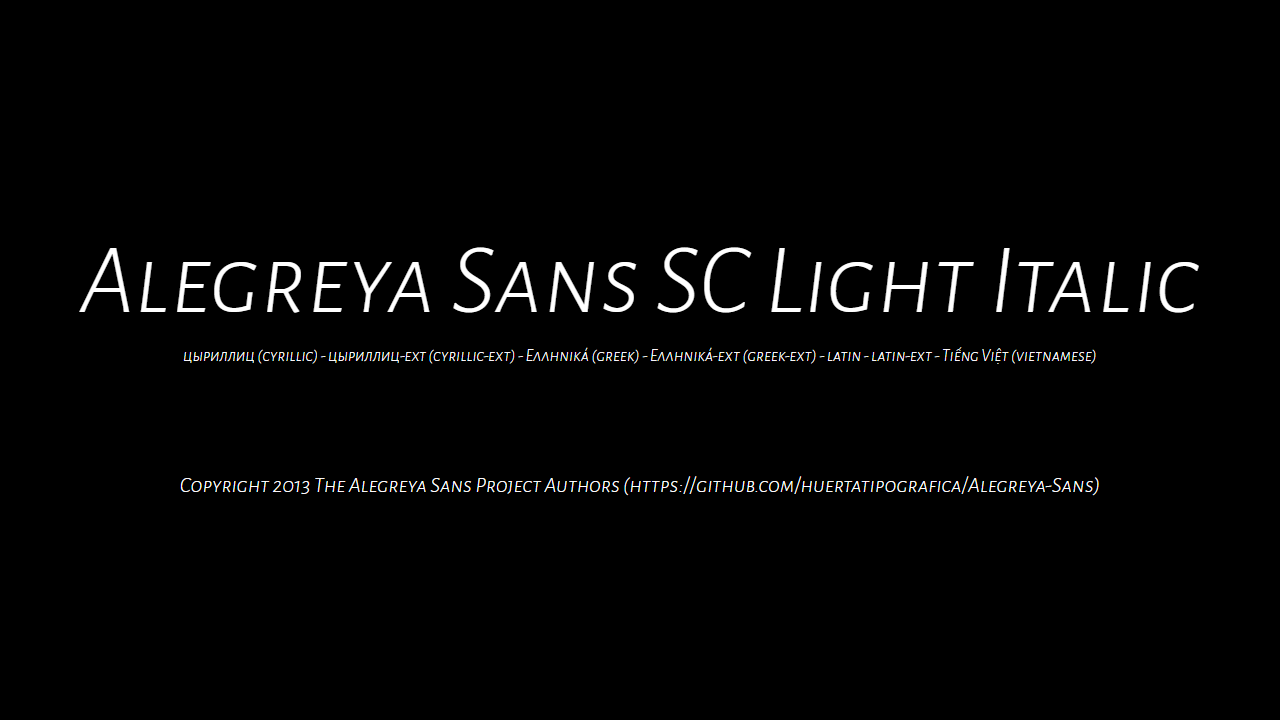 Alegreya Sans SC Light Italic
цыриллиц (cyrillic) - цыриллиц-ext (cyrillic-ext) - Ελληνικά (greek) - Ελληνικά-ext (greek-ext) - latin - latin-ext - Tiếng Việt (vietnamese)
Copyright 2013 The Alegreya Sans Project Authors (https://github.com/huertatipografica/Alegreya-Sans)